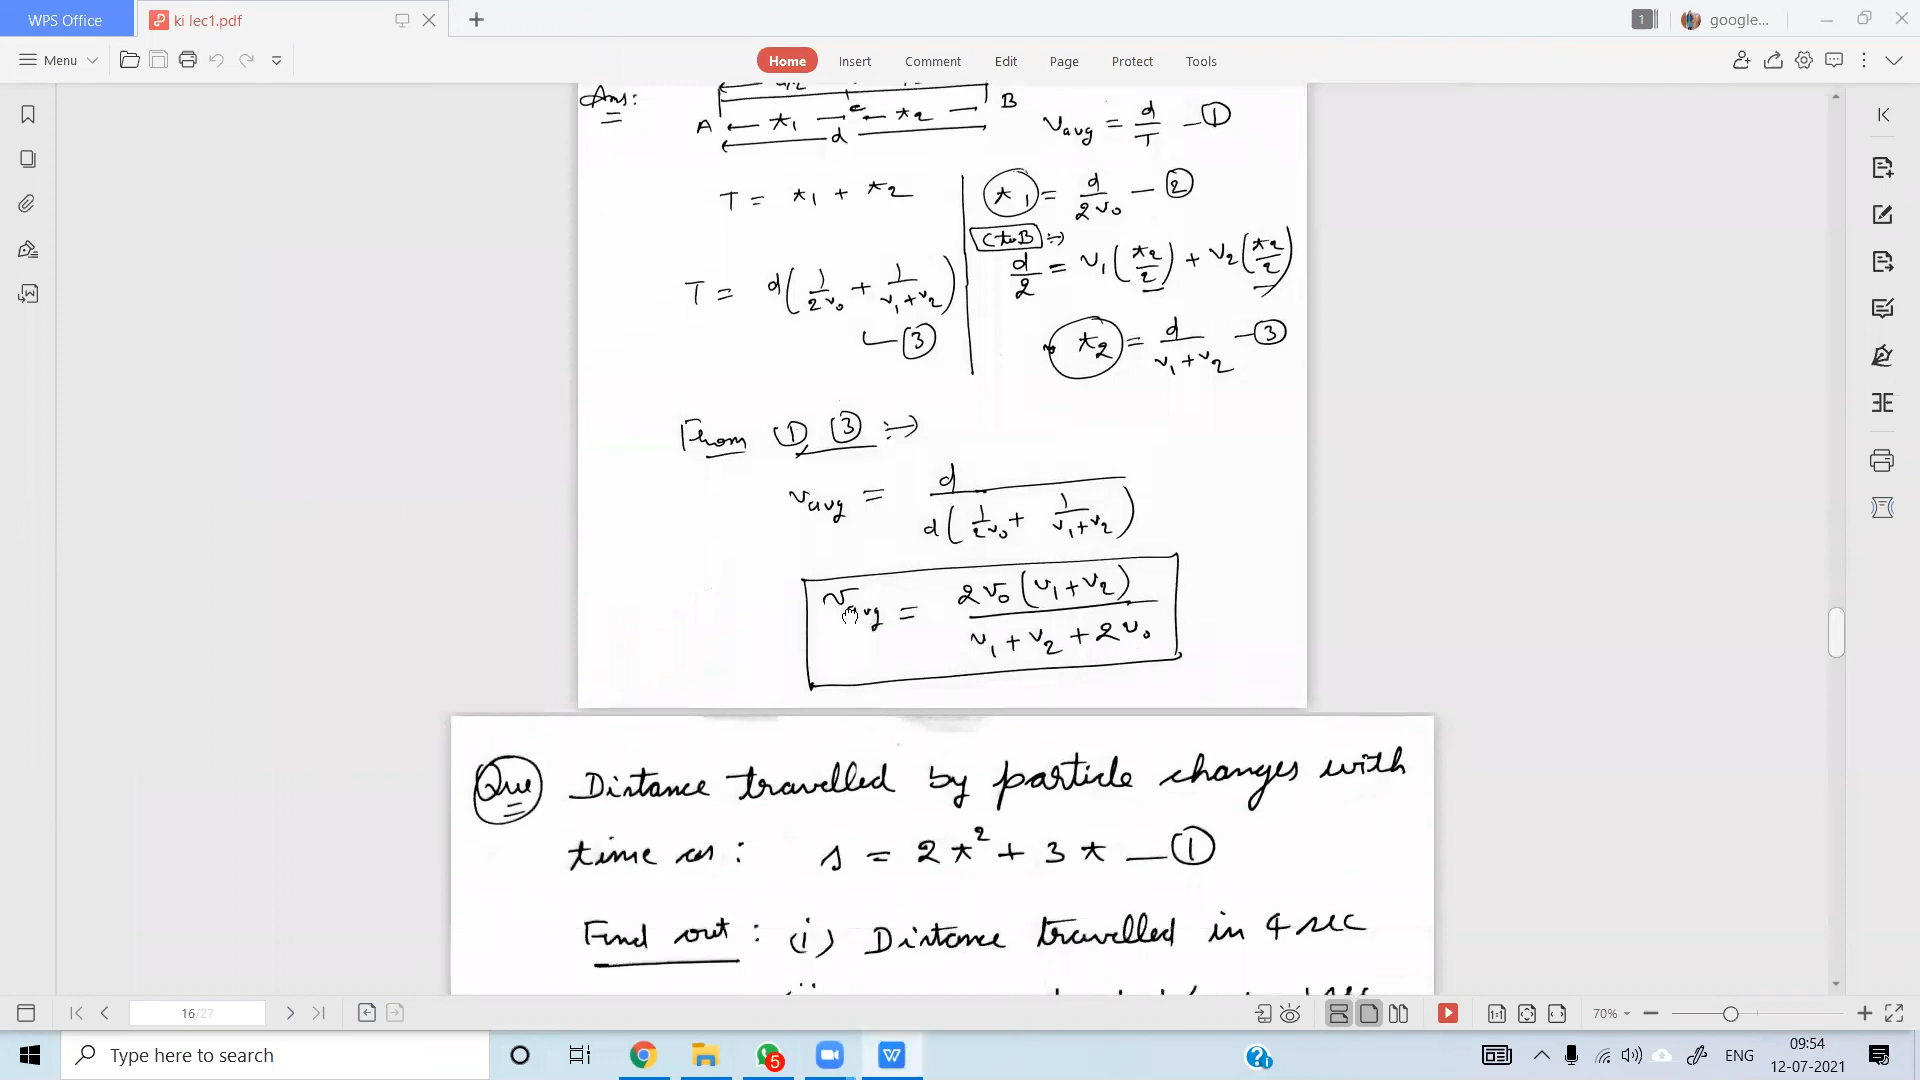 WPS Office
ki lec1.pdf
1
google...
Menu
Home
Insert
Comment
Edit
Page
Protect
Tools
Ans:
A
t1
c
t2
B
d
Vavg = d/T — ①
T = t1 + t2
t1 = d/2v0 — ②
C to B :→
d/2 = v1(t2/2) + v2(t2/2)
T = d(1/2v0 + 1/v1+v2)
③
t2 = d/v1+v2 — ③
From ① ③ :→
Vavg = d / d(1/2v0 + 1/v1+v2)
Vavg = 2v0(v1+v2) / v1+v2+2v0
Que Distance travelled by particle changes with
time as: s = 2t² + 3t — ①
Find out : (i) Distance travelled in 4 sec
16/27
70%
Type here to search
5
ENG
09:54
12-07-2021